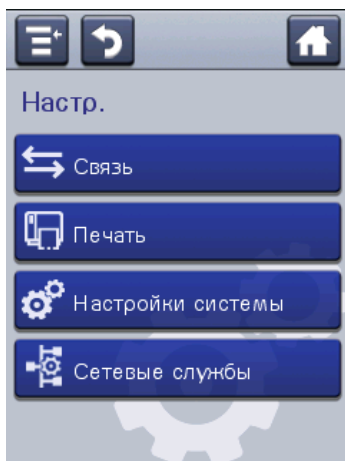 Настр.
Связь
Печать
Настройки системы
Сетевые службы